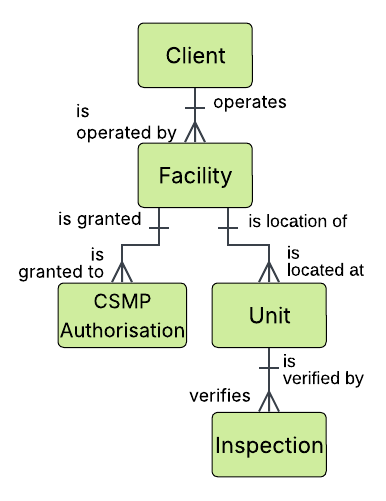 Client
operates
is
operated by
Facility
is granted
is location of
is
granted to
is
located at
CSMP
Authorisation
Unit
is
verified by
verifies
Inspection